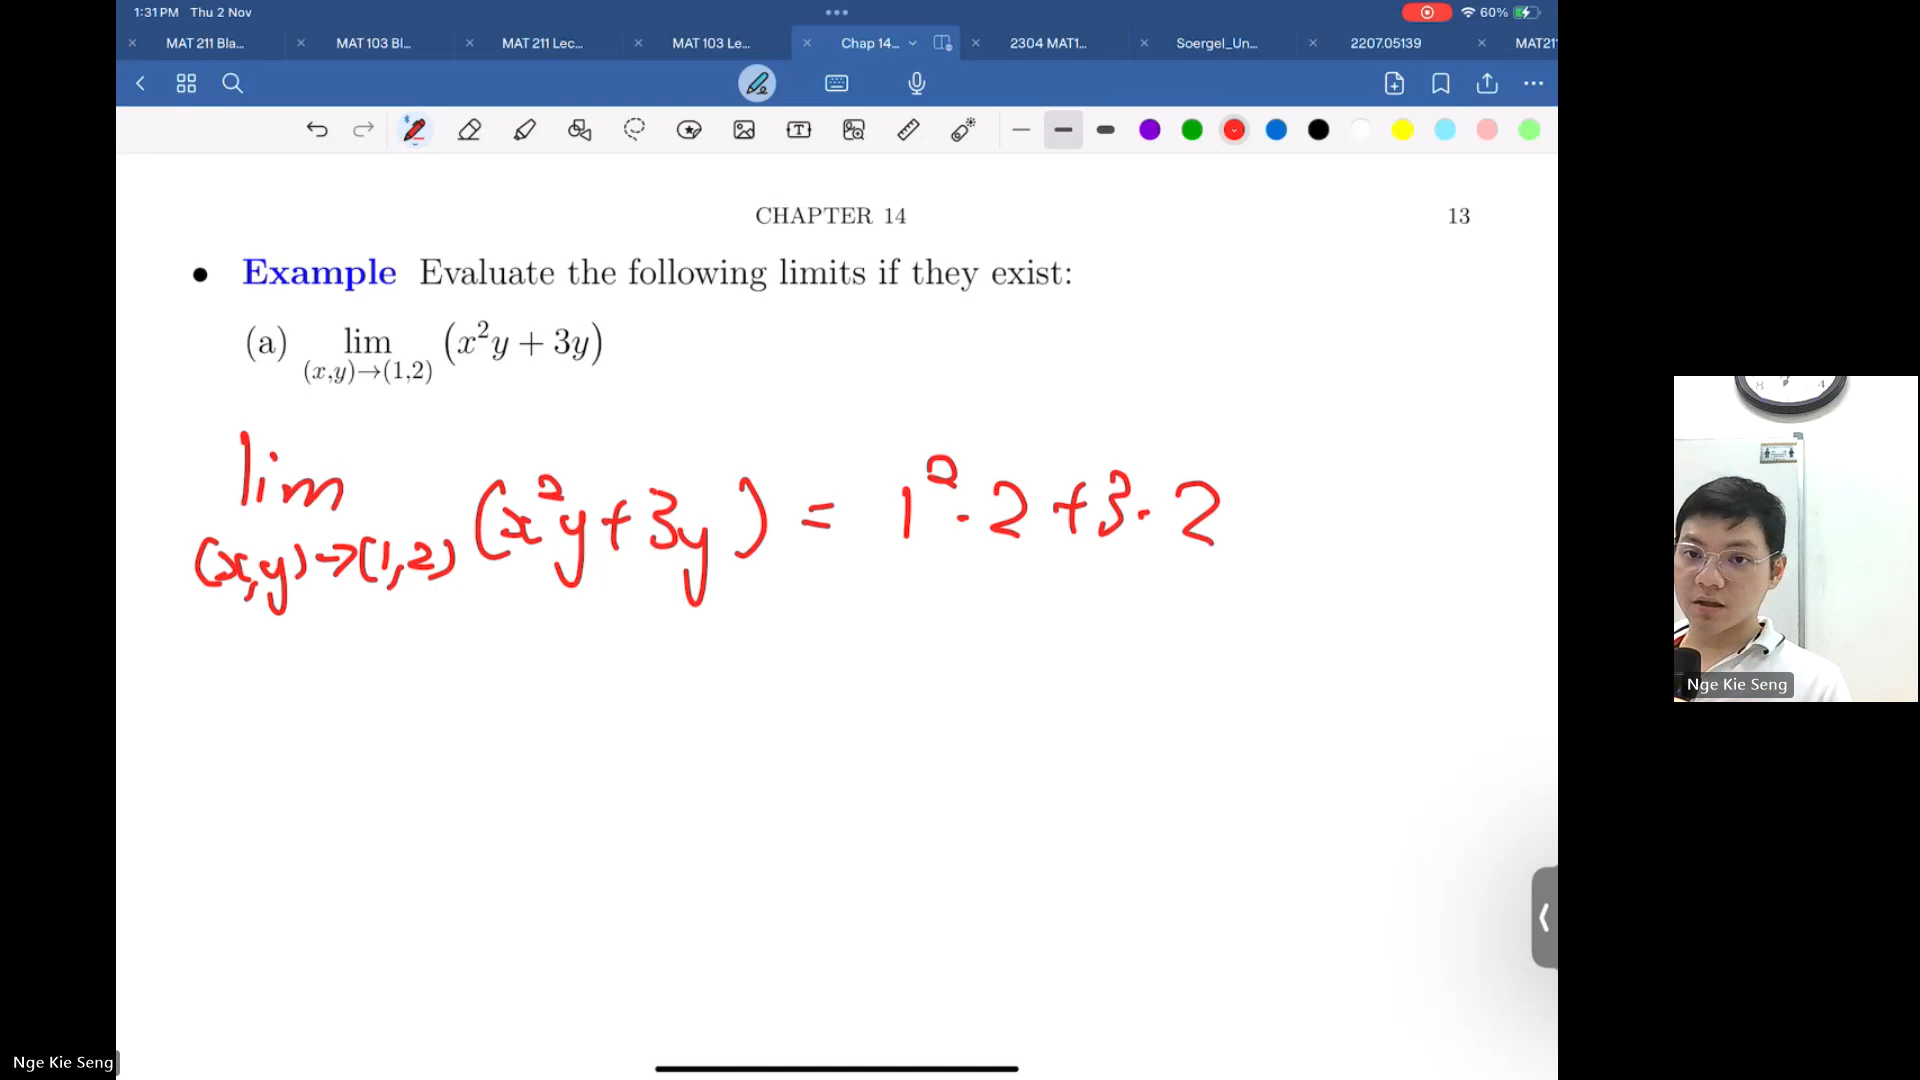 1:31 PM Thu 2 Nov
60%
MAT 211 Bla... MAT 103 Bl... MAT 211 Lec... MAT 103 Le... Chap 14... 2304 MAT1... Soergel_Un... 2207.05139 MAT21
CHAPTER 14 13
• Example Evaluate the following limits if they exist:
(a) lim (x²y + 3y)
(x,y)→(1,2)
lim (x²y + 3y) = 1² · 2 + 3 · 2
(x,y)→(1,2)
8 4
Nge Kie Seng
Nge Kie Seng